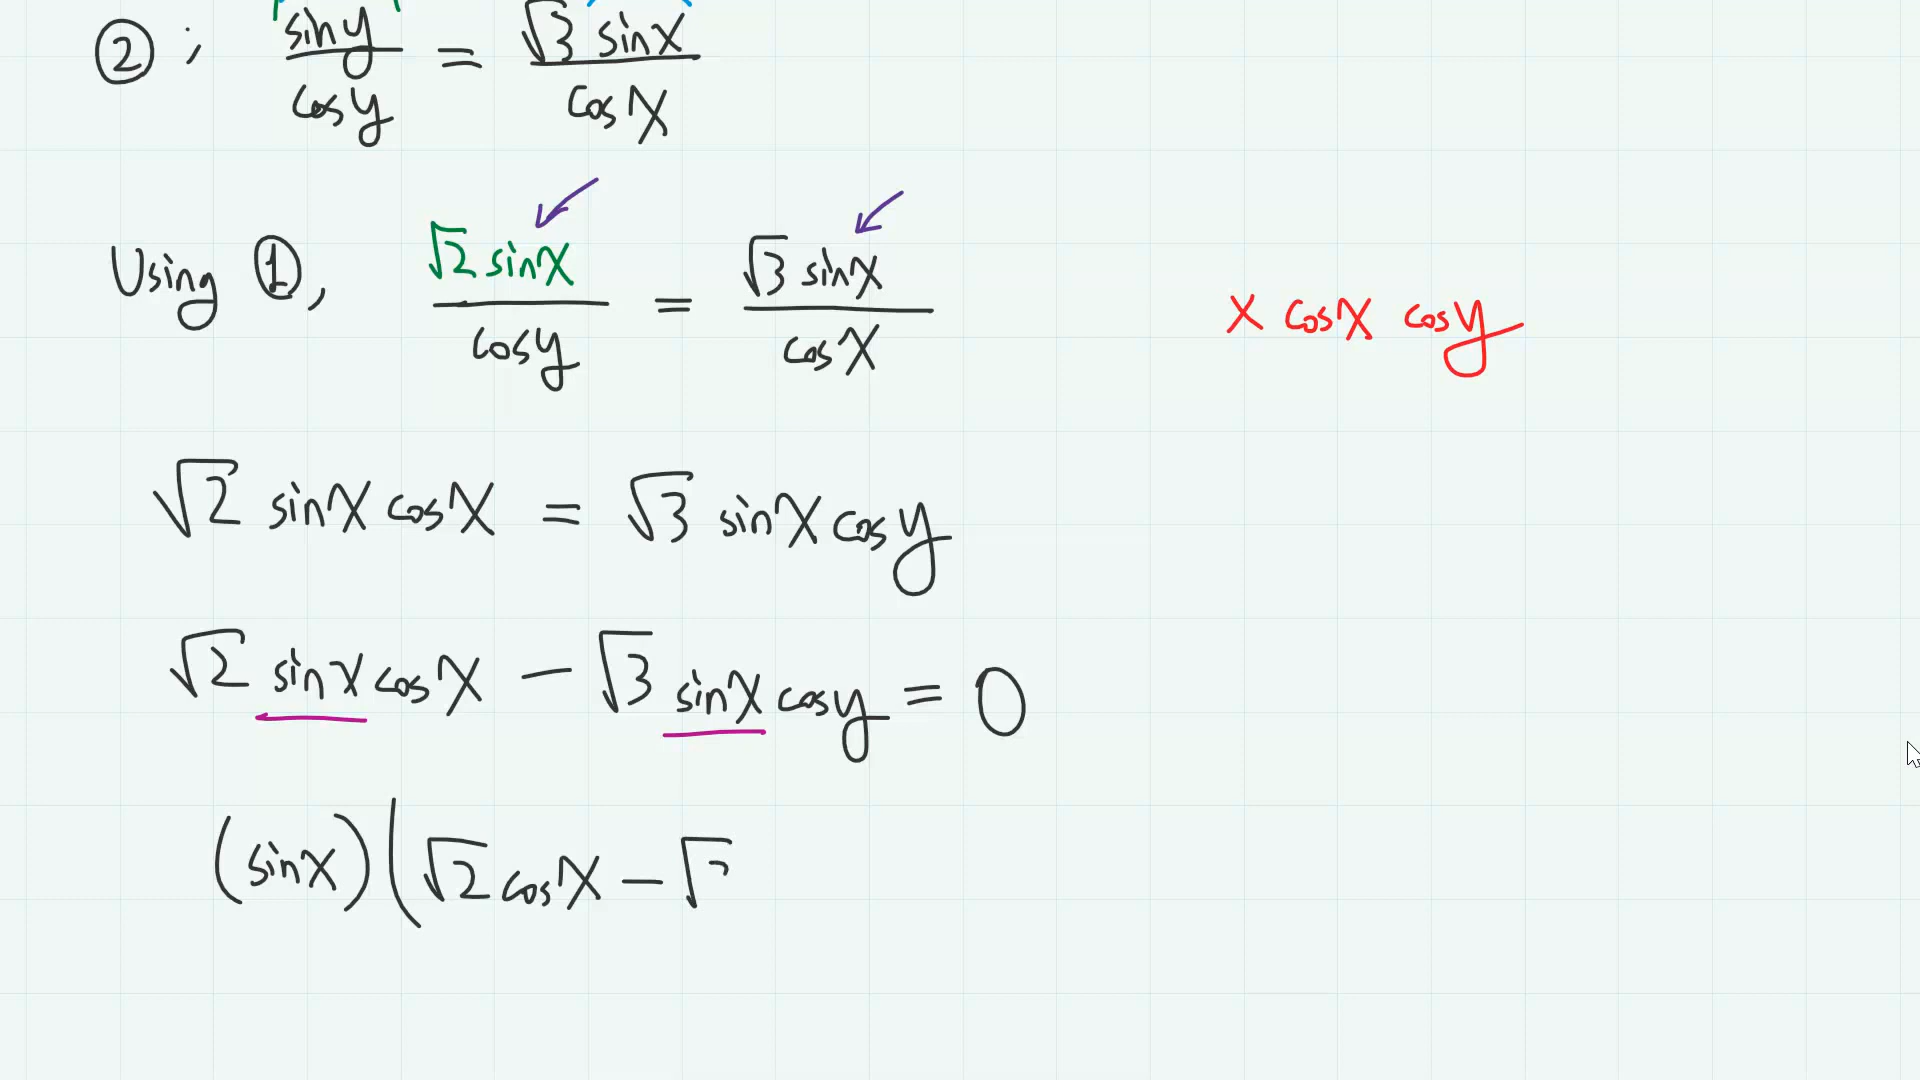 ② ; sin y / cos y = √3 sin x / cos x
Using ①, √2 sin x / cos y = √3 sin x / cos x
x cos x cos y
√2 sin x cos x = √3 sin x cos y
√2 sin x cos x − √3 sin x cos y = 0
(sin x)(√2 cos x − √